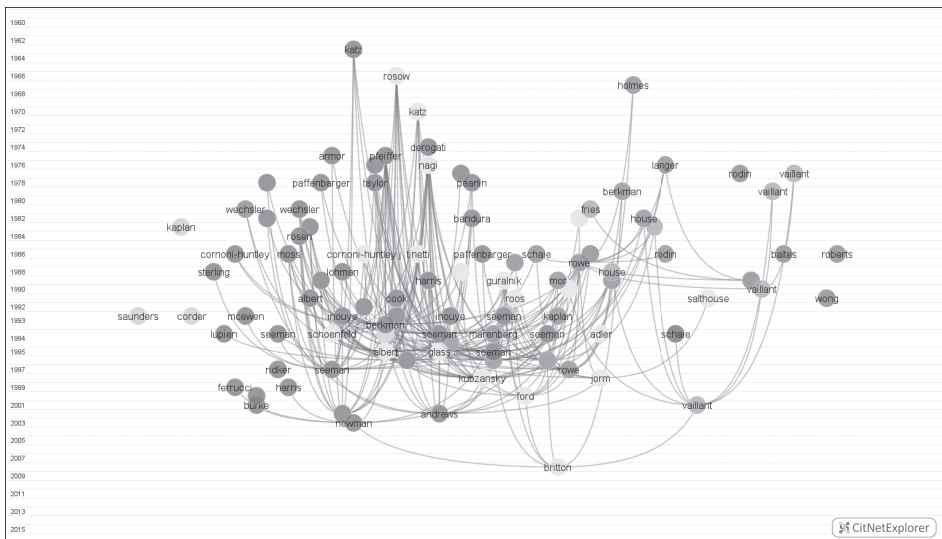 1960
1962
katz
1964
rosow
1966
holmes
1968
katz
1970
1972
derogati
1974
armor
pfeiffer
nagi
langer
1976
rodin
vaillant
paffenbarger
taylor
pearlin
1978
berkman
vaillant
1980
wechsler
wechsler
fries
bandura
house
1982
kaplan
rosen
1984
cornoni-huntley
moss
cornoni-huntley
tinetti
paffenbarger
schaie
rodin
baltes
roberts
1986
rowe
sterling
lohman
house
1988
harris
guralnik
mor
vaillant
1990
albert
cook
roos
salthouse
wong
1991
saunders
corder
mcewen
inouye
inouye
seeman
kaplan
1993
berkman
lupien
seeman
schoenfeld
seeman
marenberg
seeman
adler
schaie
1994
albert
glass
seeman
1995
ridker
seeman
rowe
1997
kubzansky
jorm
ferrucci
harris
1999
ford
burke
vaillant
2001
andrews
newman
2003
2005
2007
britton
2009
2011
2013
2015
CitNetExplorer